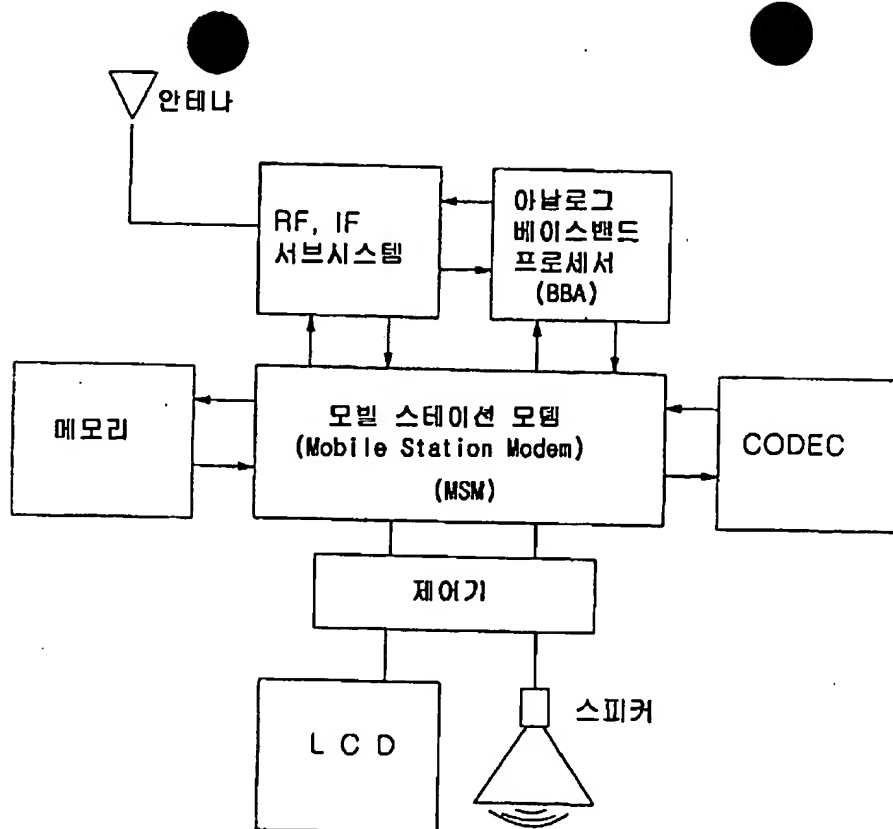 안테나
RF, IF
서브시스템
아날로그
베이스밴드
프로세서
(BBA)
메모리
모빌 스테이션 모뎀
(Mobile Station Modem)
(MSM)
CODEC
제어기
L C D
스피커